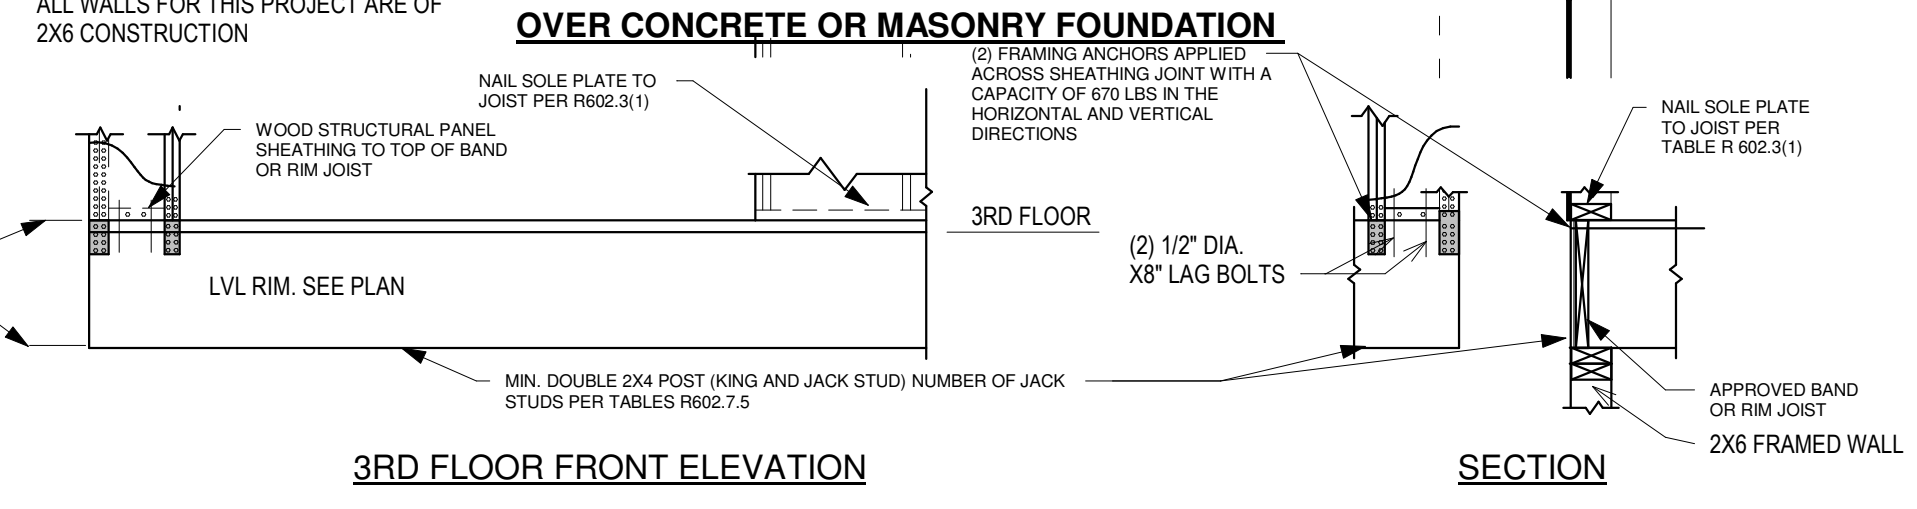 ALL WALLS FOR THIS PROJECT ARE OF
2X6 CONSTRUCTION
OVER CONCRETE OR MASONRY FOUNDATION
(2) FRAMING ANCHORS APPLIED
ACROSS SHEATHING JOINT WITH A
CAPACITY OF 670 LBS IN THE
HORIZONTAL AND VERTICAL
DIRECTIONS
NAIL SOLE PLATE TO
JOIST PER R602.3(1)
WOOD STRUCTURAL PANEL
SHEATHING TO TOP OF BAND
OR RIM JOIST
NAIL SOLE PLATE
TO JOIST PER
TABLE R 602.3(1)
3RD FLOOR
(2) 1/2" DIA.
X8" LAG BOLTS
LVL RIM. SEE PLAN
MIN. DOUBLE 2X4 POST (KING AND JACK STUD) NUMBER OF JACK
STUDS PER TABLES R602.7.5
APPROVED BAND
OR RIM JOIST
2X6 FRAMED WALL
3RD FLOOR FRONT ELEVATION
SECTION